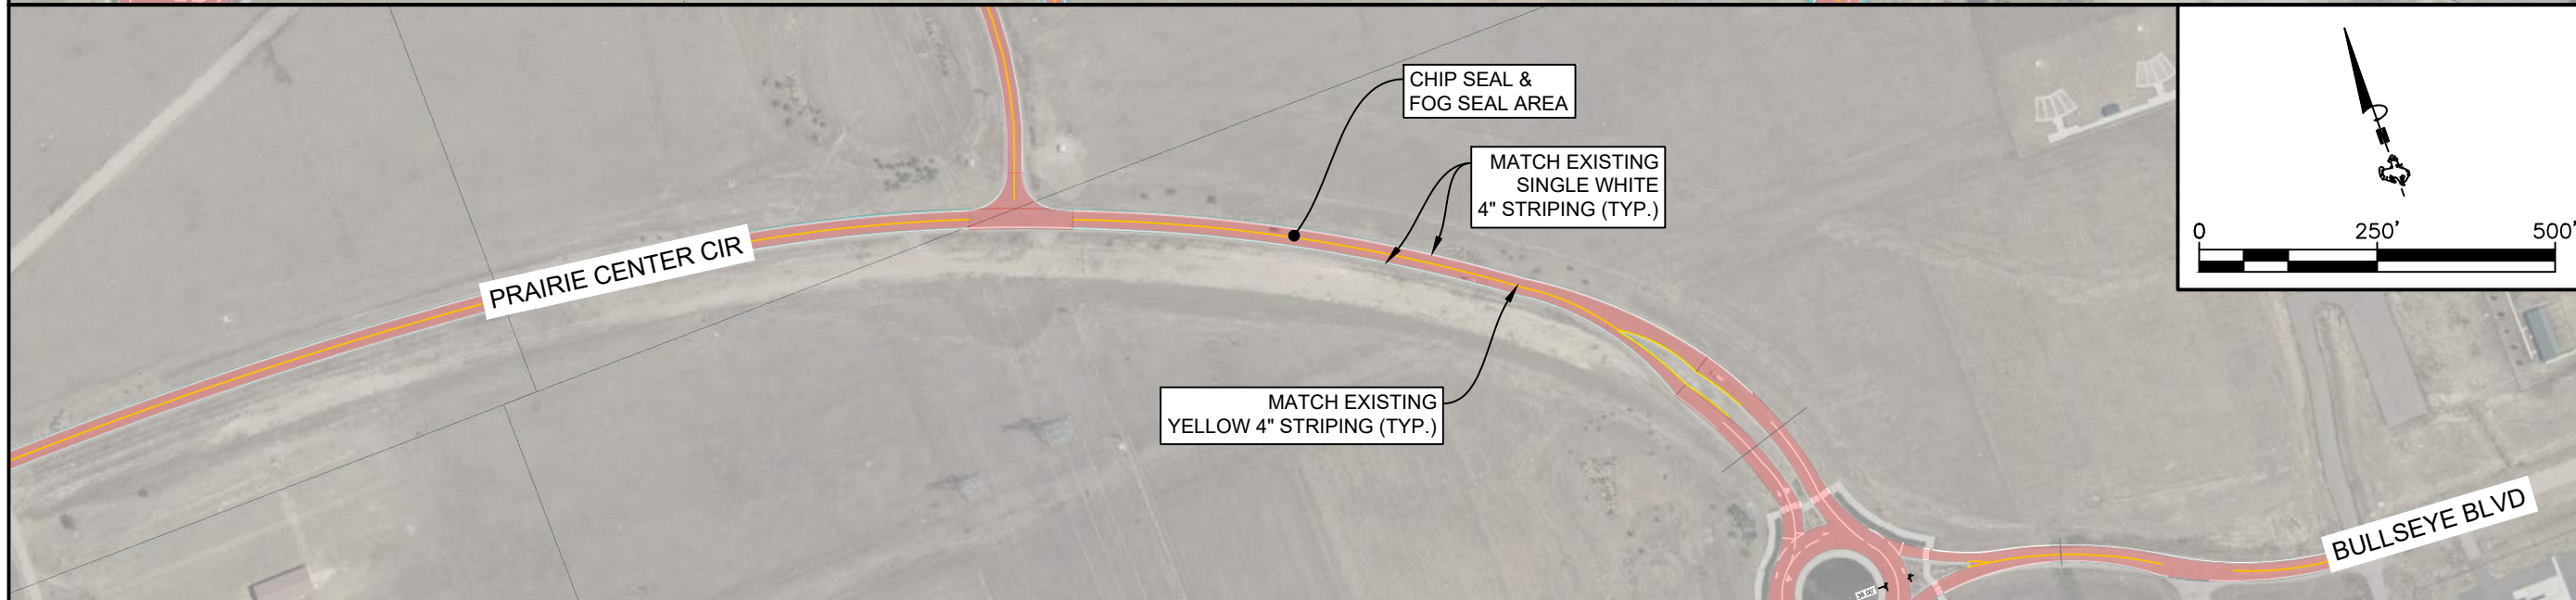 CHIP SEAL &
FOG SEAL AREA
MATCH EXISTING
SINGLE WHITE
4" STRIPING (TYP.)
0 250' 500'
PRAIRIE CENTER CIR
MATCH EXISTING
YELLOW 4" STRIPING (TYP.)
BULLSEYE BLVD